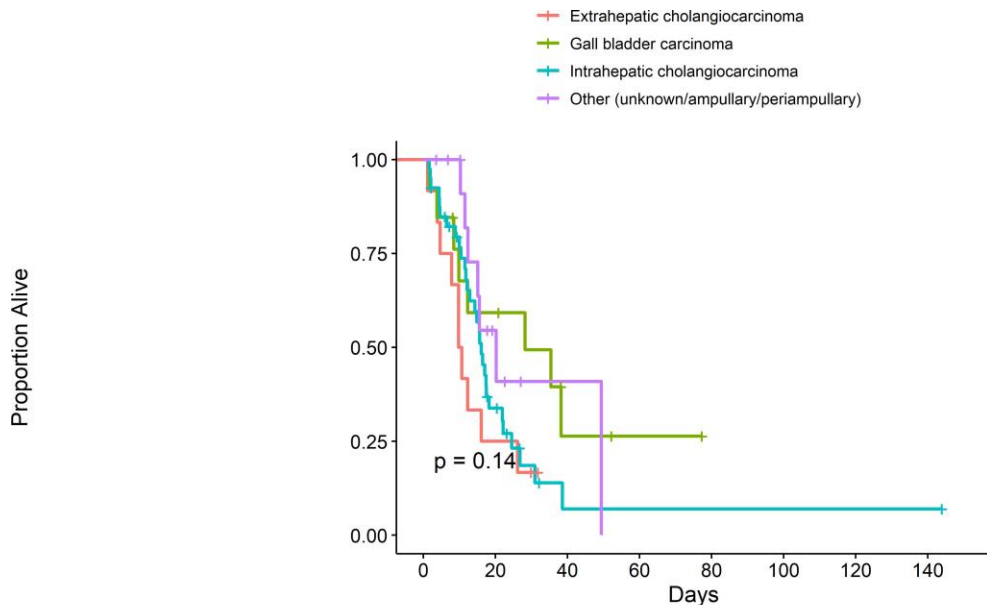 Extrahepatic cholangiocarcinoma
Gall bladder carcinoma
Intrahepatic cholangiocarcinoma
Other (unknown/ampullary/periampullary)
Proportion Alive
1.00
0.75
0.50
0.25
0.00
p = 0.14
0 20 40 60 80 100 120 140
Days